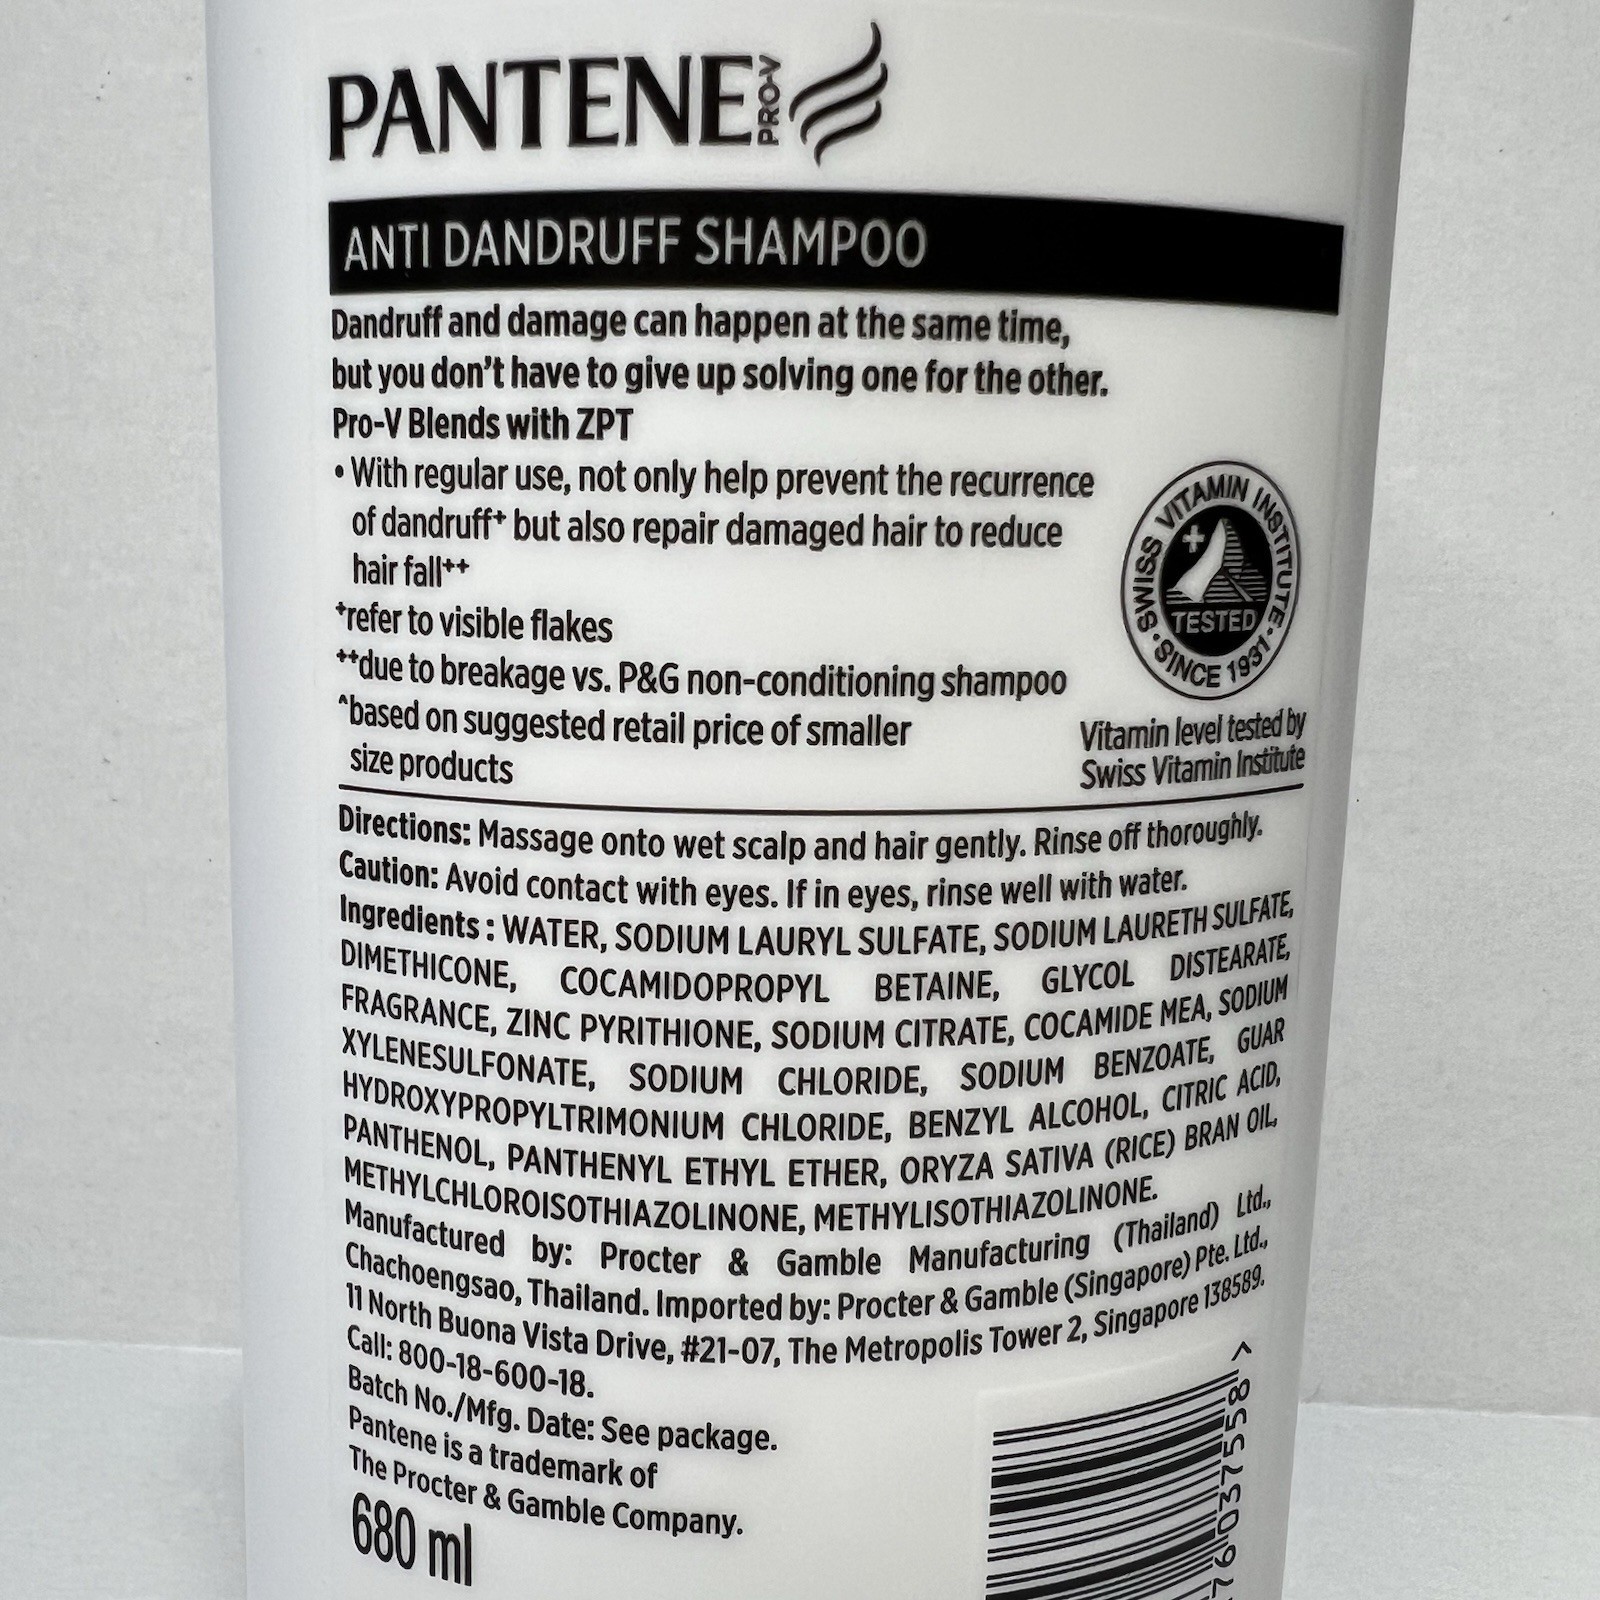 PANTENE PRO-V
ANTI DANDRUFF SHAMPOO
Dandruff and damage can happen at the same time,
but you don't have to give up solving one for the other.
Pro-V Blends with ZPT
• With regular use, not only help prevent the recurrence
of dandruff⁺ but also repair damaged hair to reduce
hair fall⁺⁺
⁺refer to visible flakes
⁺⁺due to breakage vs. P&G non-conditioning shampoo
^based on suggested retail price of smaller
size products
SWISS VITAMIN INSTITUTE · SINCE 1931 ·
TESTED
Vitamin level tested by
Swiss Vitamin Institute
Directions: Massage onto wet scalp and hair gently. Rinse off thoroughly.
Caution: Avoid contact with eyes. If in eyes, rinse well with water.
Ingredients : WATER, SODIUM LAURYL SULFATE, SODIUM LAURETH SULFATE,
DIMETHICONE, COCAMIDOPROPYL BETAINE, GLYCOL DISTEARATE,
FRAGRANCE, ZINC PYRITHIONE, SODIUM CITRATE, COCAMIDE MEA, SODIUM
XYLENESULFONATE, SODIUM CHLORIDE, SODIUM BENZOATE, GUAR
HYDROXYPROPYLTRIMONIUM CHLORIDE, BENZYL ALCOHOL, CITRIC ACID,
PANTHENOL, PANTHENYL ETHYL ETHER, ORYZA SATIVA (RICE) BRAN OIL,
METHYLCHLOROISOTHIAZOLINONE, METHYLISOTHIAZOLINONE.
Manufactured by: Procter & Gamble Manufacturing (Thailand) Ltd.,
Chachoengsao, Thailand. Imported by: Procter & Gamble (Singapore) Pte. Ltd.,
11 North Buona Vista Drive, #21-07, The Metropolis Tower 2, Singapore 138589.
Call: 800-18-600-18.
Batch No./Mfg. Date: See package.
Pantene is a trademark of
The Procter & Gamble Company.
680 ml
76 037558 >